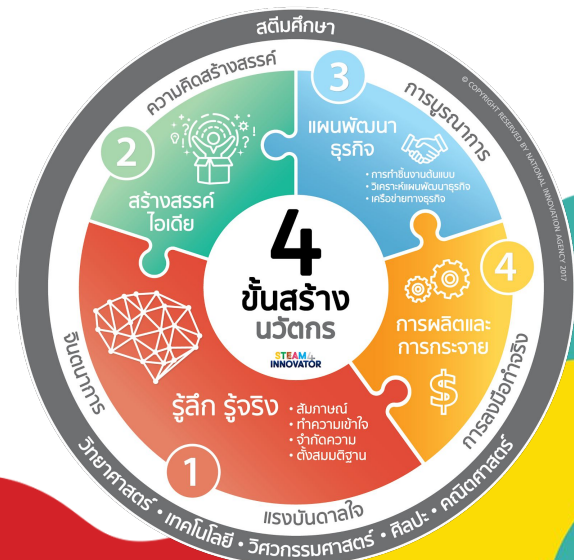 สตีมศึกษา
ความคิดสร้างสรรค์
การบูรณาการ
© COPYRIGHT RESERVED BY NATIONAL INNOVATION AGENCY 2017
3
แผนพัฒนา
ธุรกิจ
• การทำชิ้นงานต้นแบบ
• วิเคราะห์แผนพัฒนาธุรกิจ
• เครือข่ายทางธุรกิจ
2
สร้างสรรค์
ไอเดีย
4
ขั้นสร้าง
นวัตกร
STEAM4
INNOVATOR
4
การผลิตและ
การกระจาย
$
จินตนาการ
การลงมือทำจริง
รู้ลึก รู้จริง
• สัมภาษณ์
• ทำความเข้าใจ
• จำกัดความ
• ตั้งสมมติฐาน
1
แรงบันดาลใจ
วิทยาศาสตร์ • เทคโนโลยี • วิศวกรรมศาสตร์ • ศิลปะ • คณิตศาสตร์